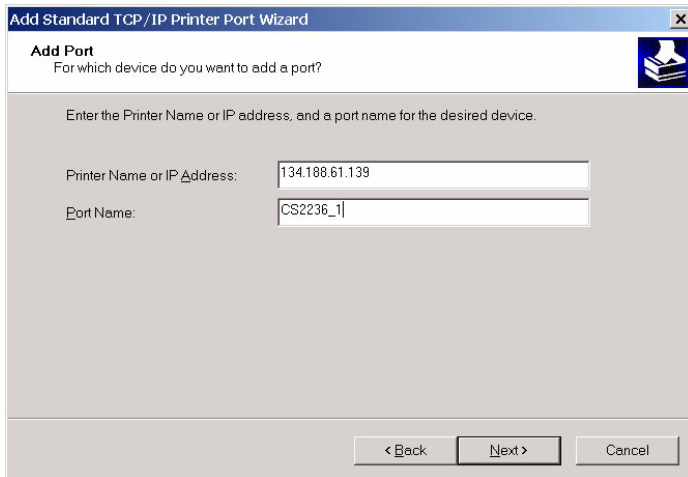 Add Standard TCP/IP Printer Port Wizard
Add Port
For which device do you want to add a port?
Enter the Printer Name or IP address, and a port name for the desired device.
Printer Name or IP Address: 134.188.61.139
Port Name: CS2236_1
< Back Next > Cancel